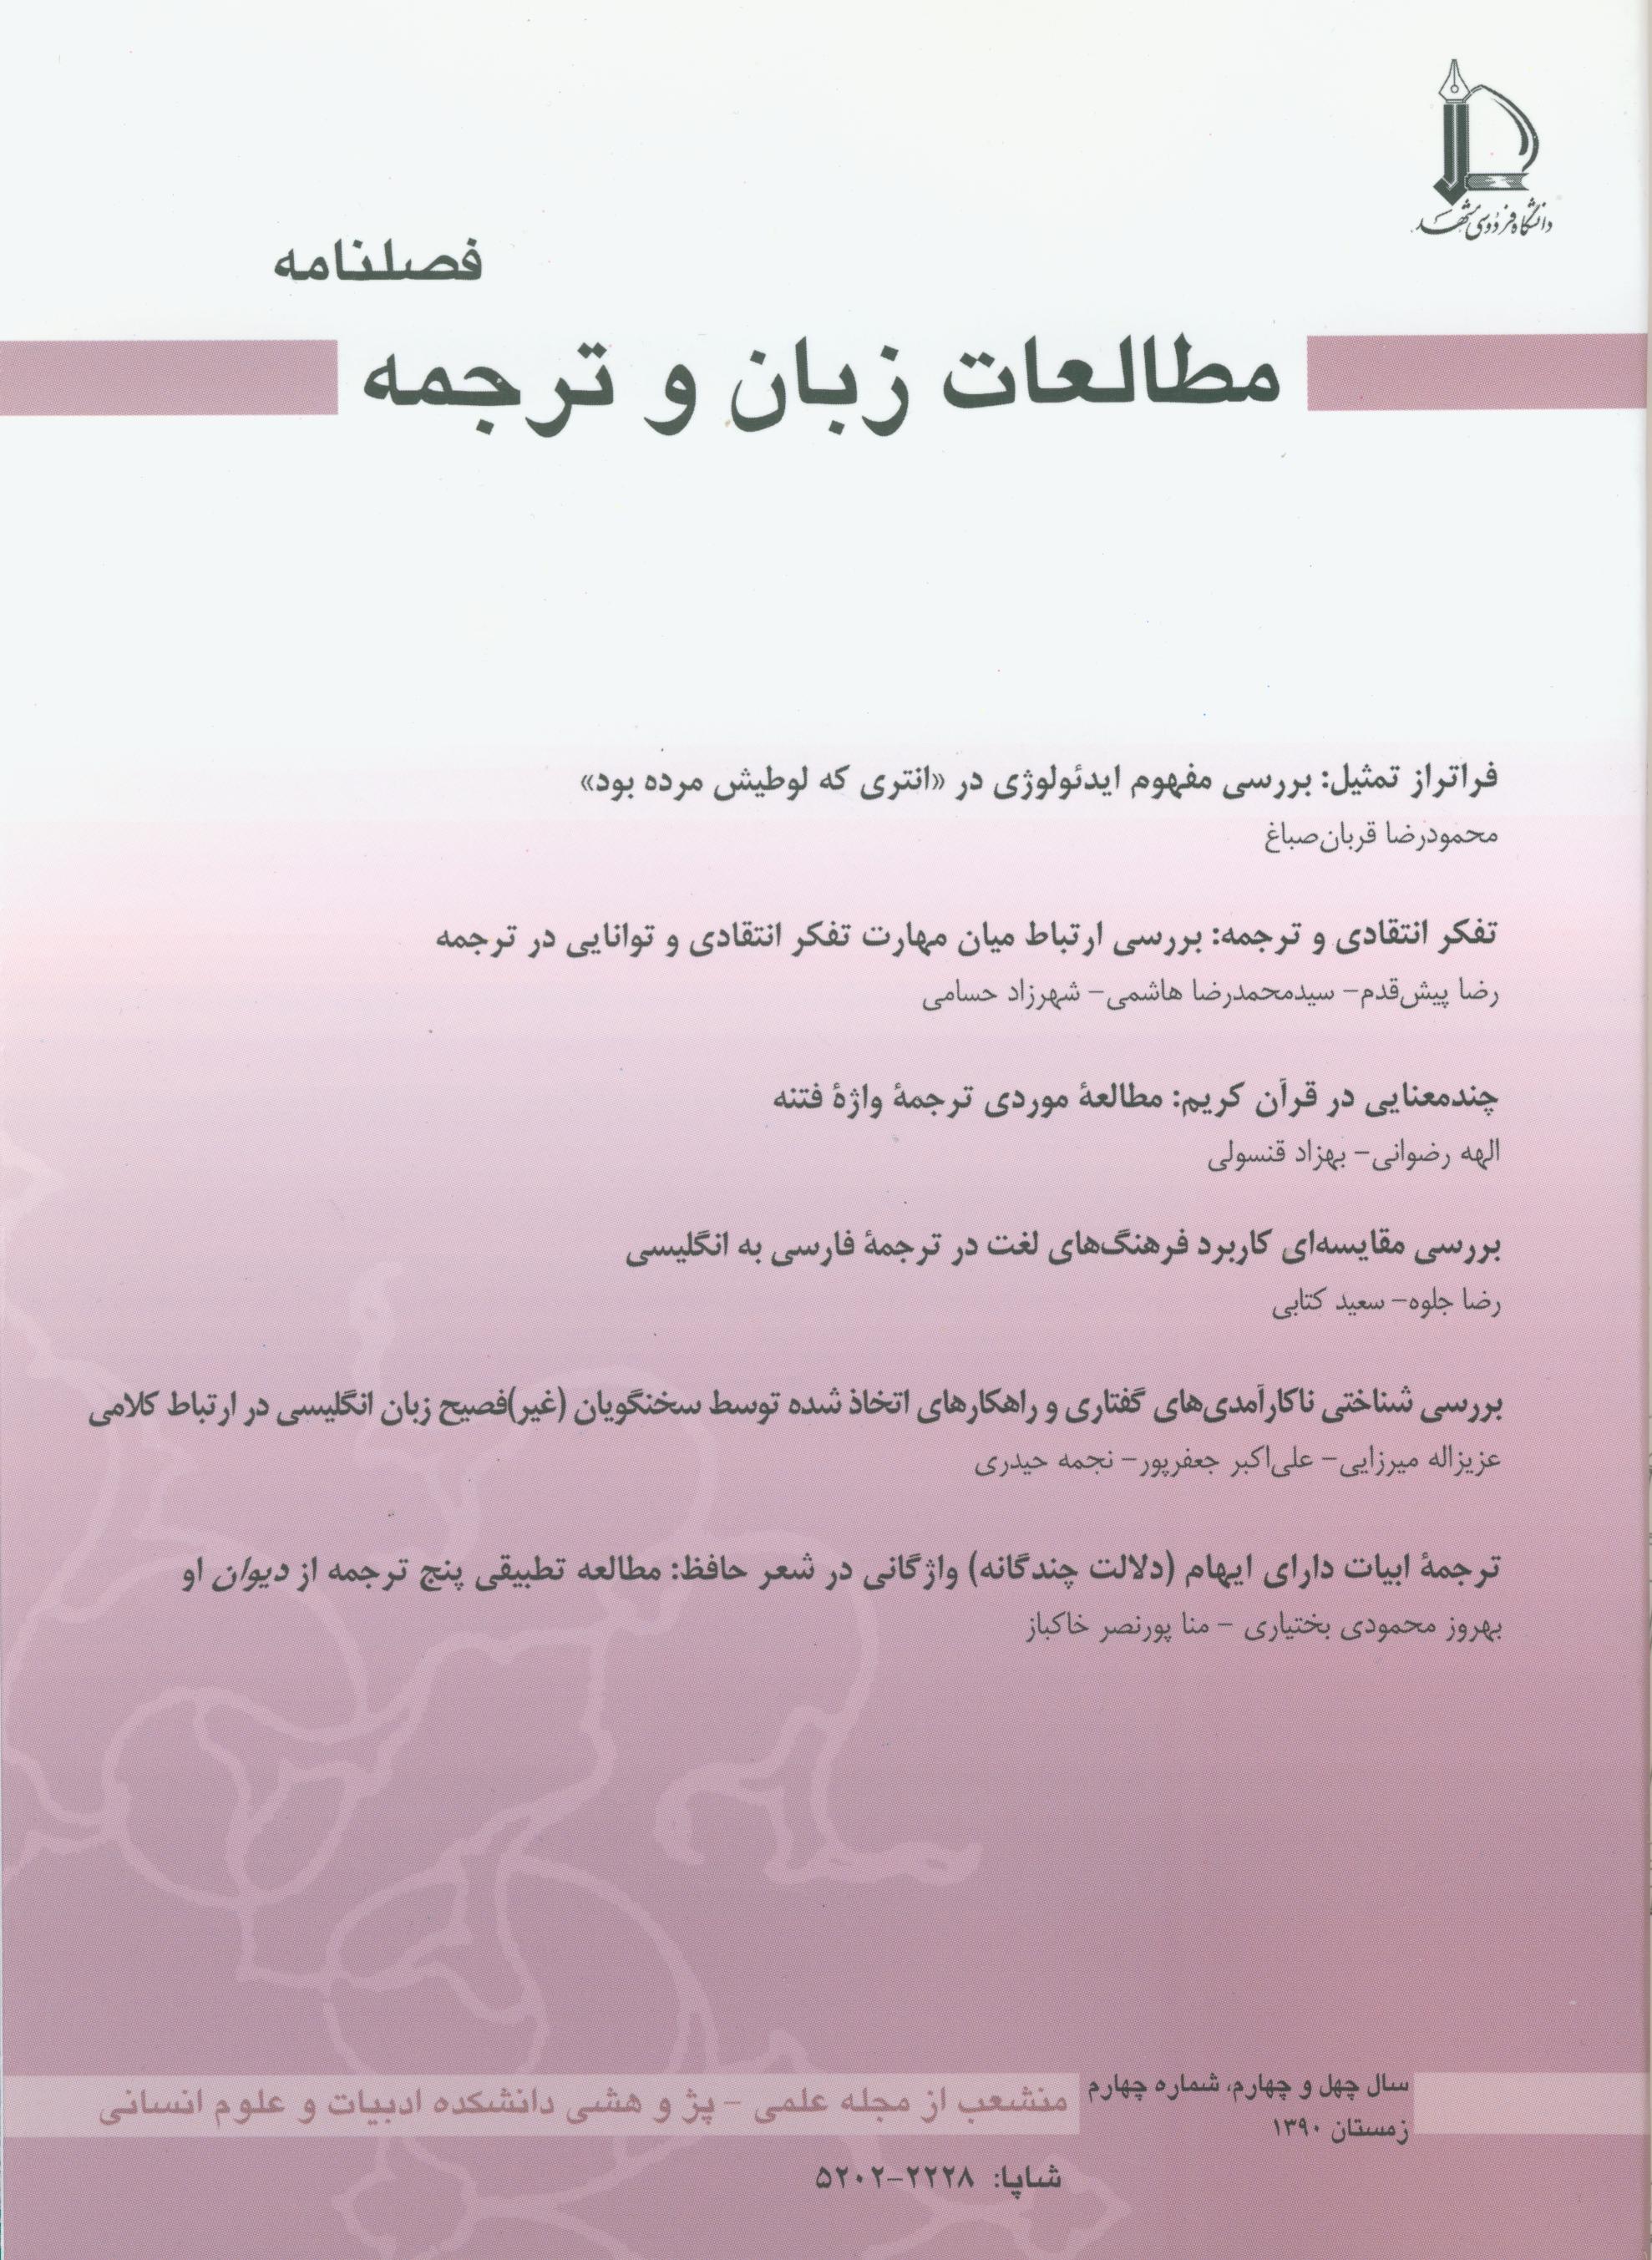 دانشگاه فردوسی مشهد
فصلنامه
مطالعات زبان و ترجمه
فراتراز تمثیل: بررسی مفهوم ایدئولوژی در «انتری که لوطیش مرده بود»
محمودرضا قربان‌صباغ
تفکر انتقادی و ترجمه: بررسی ارتباط میان مهارت تفکر انتقادی و توانایی در ترجمه
رضا پیش‌قدم- سیدمحمدرضا هاشمی- شهرزاد حسامی
چندمعنایی در قرآن کریم: مطالعهٔ موردی ترجمهٔ واژهٔ فتنه
الهه رضوانی- بهزاد قنسولی
بررسی مقایسه‌ای کاربرد فرهنگ‌های لغت در ترجمهٔ فارسی به انگلیسی
رضا جلوه- سعید کتابی
بررسی شناختی ناکارآمدی‌های گفتاری و راهکارهای اتخاذ شده توسط سخنگویان (غیر)فصیح زبان انگلیسی در ارتباط کلامی
عزیزاله میرزایی- علی‌اکبر جعفرپور- نجمه حیدری
ترجمهٔ ابیات دارای ایهام (دلالت چندگانه) واژگانی در شعر حافظ: مطالعه تطبیقی پنج ترجمه از دیوان او
بهروز محمودی بختیاری - منا پورنصر خاکباز
سال چهل و چهارم، شماره چهارم
زمستان ۱۳۹۰
منشعب از مجله علمی - پژ و هشی دانشکده ادبیات و علوم انسانی
شاپا: ۲۲۲۸-۵۲۰۲